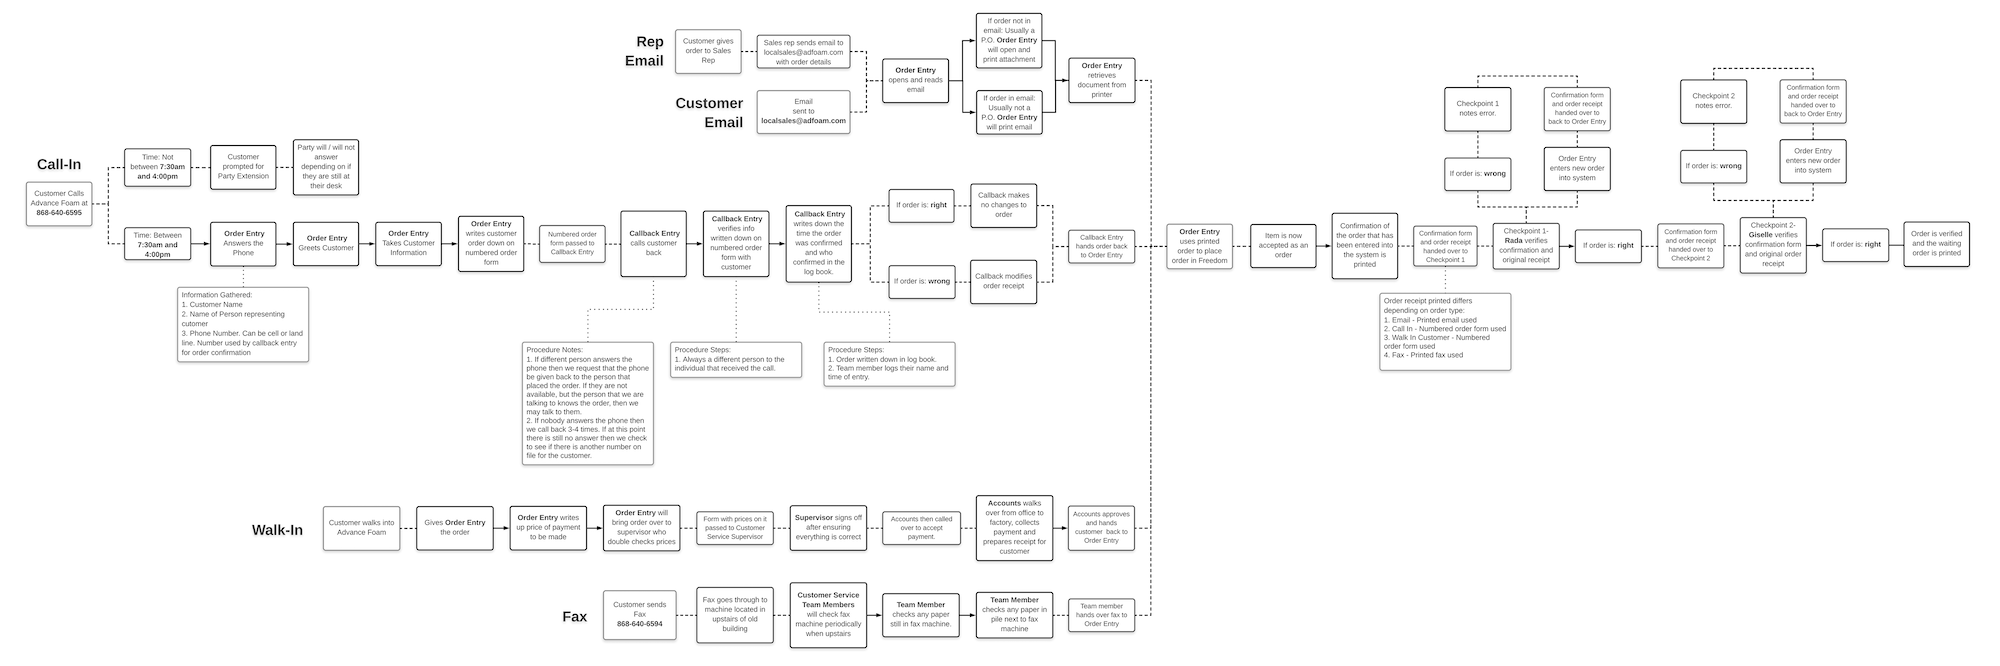 Rep
Email
Customer gives
order to Sales
Rep
Sales rep sends email to
localsales@adfoam.com
with order details
Customer
Email
Email
sent to
localsales@adfoam.com
Order Entry
opens and reads
email
If order not in
email: Usually a
P.O. Order Entry
will open and
print attachment
If order in email:
Usually not a
P.O. Order Entry
will print email
Order Entry
retrieves
document from
printer
Call-In
Customer Calls
Advance Foam at
868-640-6595
Time: Not
between 7:30am
and 4:00pm
Customer
prompted for
Party Extension
Party will / will not
answer
depending on if
they are still at
their desk
Time: Between
7:30am and
4:00pm
Order Entry
Answers the
Phone
Order Entry
Greets Customer
Order Entry
Takes Customer
Information
Order Entry
writes customer
order down on
numbered order
form
Numbered order
form passed to
Callback Entry
Callback Entry
calls customer
back
Callback Entry
verifies info
written down on
numbered order
form with
customer
Callback Entry
writes down the
time the order
was confirmed
and who
confirmed in the
log book.
If order is: right
Callback makes
no changes to
order
If order is: wrong
Callback modifies
order receipt
Callback Entry
hands order back
to Order Entry
Information Gathered:
1. Customer Name
2. Name of Person representing
cutomer
3. Phone Number. Can be cell or land
line. Number used by callback entry
for order confirmation
Procedure Notes:
1. If different person answers the
phone then we request that the phone
be given back to the person that
placed the order. If they are not
available, but the person that we are
talking to knows the order, then we
may talk to them.
2. If nobody answers the phone then
we call back 3-4 times. If at this point
there is still no answer then we check
to see if there is another number on
file for the customer.
Procedure Steps:
1. Always a different person to the
individual that received the call.
Procedure Steps:
1. Order written down in log book.
2. Team member logs their name and
time of entry.
Order Entry
uses printed
order to place
order in Freedom
Item is now
accepted as an
order
Confirmation of
the order that has
been entered into
the system is
printed
Confirmation form
and order receipt
handed over to
Checkpoint 1
Order receipt printed differs
depending on order type:
1. Email - Printed email used
2. Call In - Numbered order form used
3. Walk In Customer - Numbered
order form used
4. Fax - Printed fax used
Checkpoint 1-
Rada verifies
confirmation and
original receipt
Checkpoint 1
notes error.
If order is: wrong
Confirmation form
and order receipt
handed over to
back to Order Entry
Order Entry
enters new order
into system
If order is: right
Confirmation form
and order receipt
handed over to
Checkpoint 2
Checkpoint 2-
Giselle verifies
confirmation form
and original order
receipt
Checkpoint 2
notes error.
If order is: wrong
Confirmation form
and order receipt
handed over to
back to Order Entry
Order Entry
enters new order
into system
If order is: right
Order is verified
and the waiting
order is printed
Walk-In
Customer walks into
Advance Foam
Gives Order Entry
the order
Order Entry writes
up price of payment
to be made
Order Entry will
bring order over to
supervisor who
double checks prices
Form with prices on it
passed to Customer
Service Supervisor
Supervisor signs off
after ensuring
everything is correct
Accounts then called
over to accept
payment.
Accounts walks
over from office to
factory, collects
payment and
prepares receipt for
customer
Accounts approves
and hands
customer back to
Order Entry
Fax
Customer sends
Fax
868-640-6594
Fax goes through to
machine located in
upstairs of old
building
Customer Service
Team Members
will check fax
machine periodically
when upstairs
Team Member
checks any paper
still in fax machine.
Team Member
checks any paper in
pile next to fax
machine
Team member
hands over fax to
Order Entry